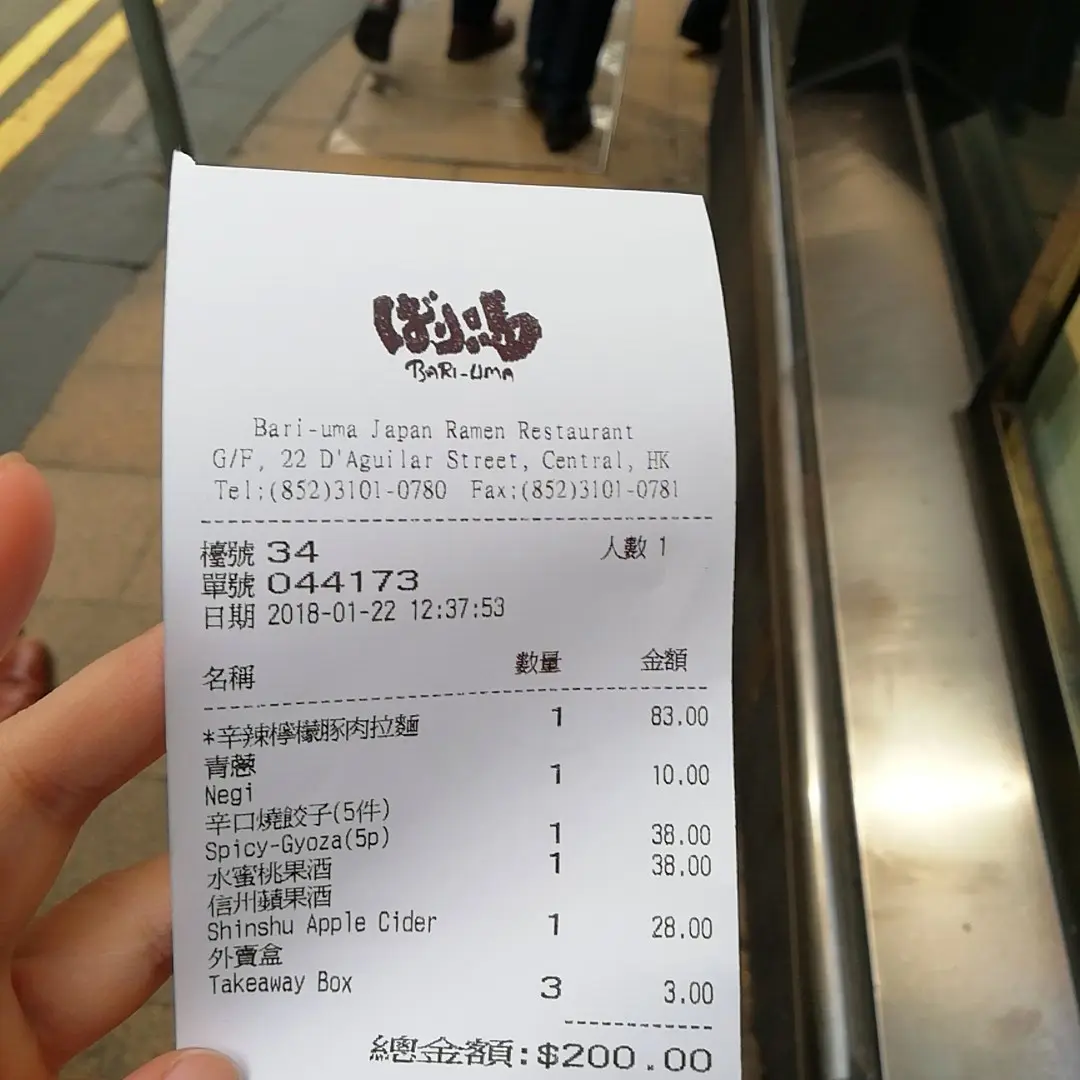 ばり馬
BARI-UMA
Bari-uma Japan Ramen Restaurant
G/F, 22 D'Aguilar Street, Central, HK
Tel:(852)3101-0780 Fax:(852)3101-0781
檯號 34 人數 1
單號 044173
日期 2018-01-22 12:37:53
名稱 數量 金額
*辛辣檸檬豚肉拉麵 1 83.00
青葱
Negi 1 10.00
辛口燒餃子(5件)
Spicy-Gyoza(5p) 1 38.00
水蜜桃果酒 1 38.00
信州蘋果酒
Shinshu Apple Cider 1 28.00
外賣盒
Takeaway Box 3 3.00
總金額:$200.00